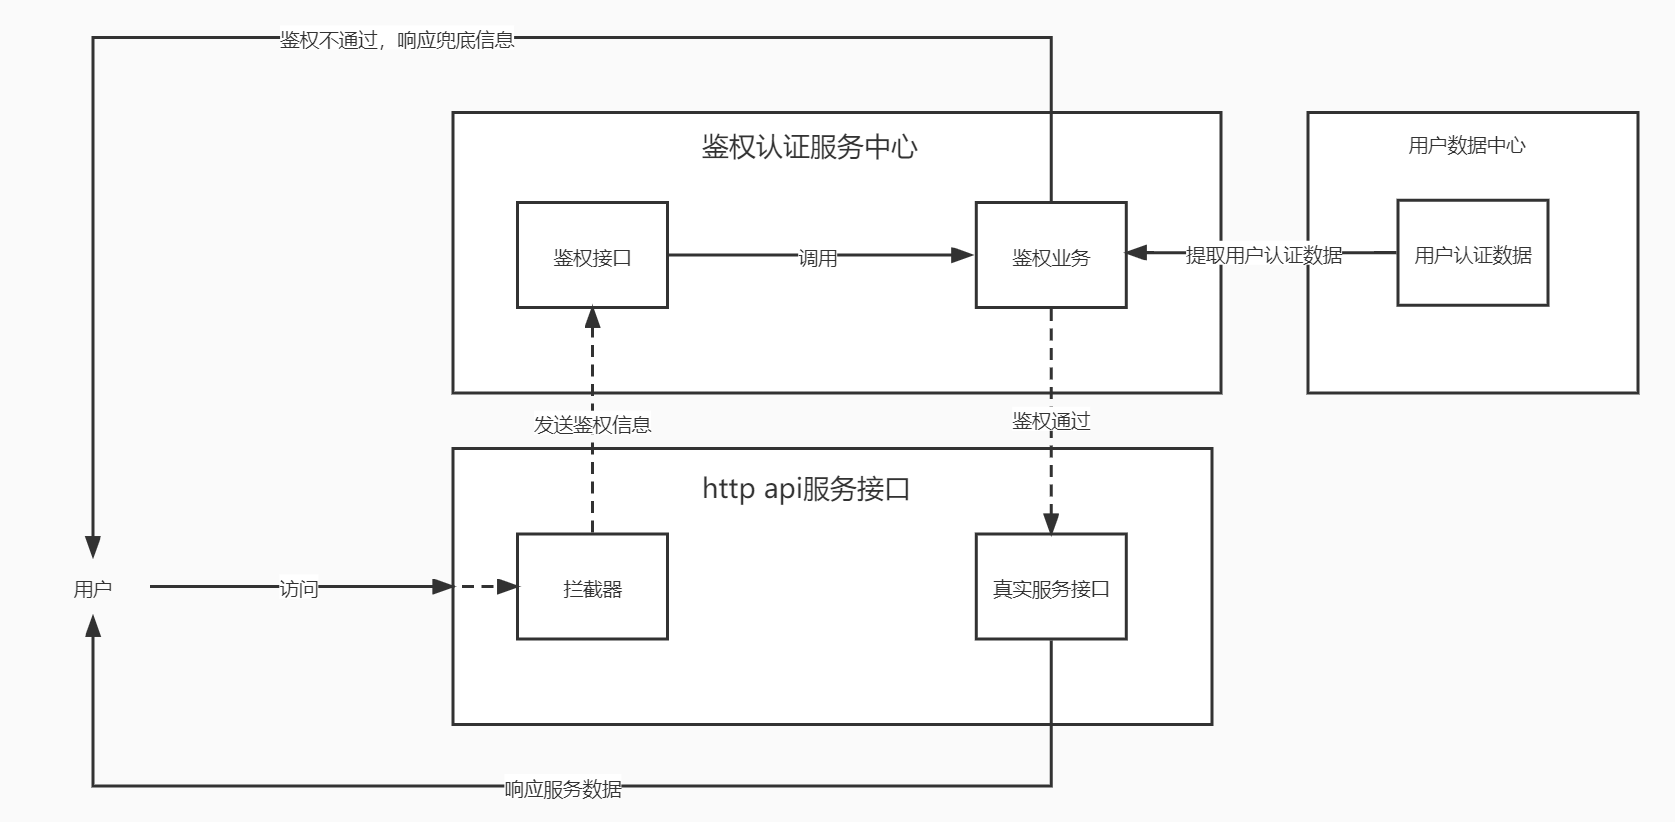 鉴权不通过，响应兜底信息
鉴权认证服务中心
用户数据中心
鉴权接口
调用
鉴权业务
提取用户认证数据
用户认证数据
发送鉴权信息
鉴权通过
http api服务接口
用户
访问
拦截器
真实服务接口
响应服务数据